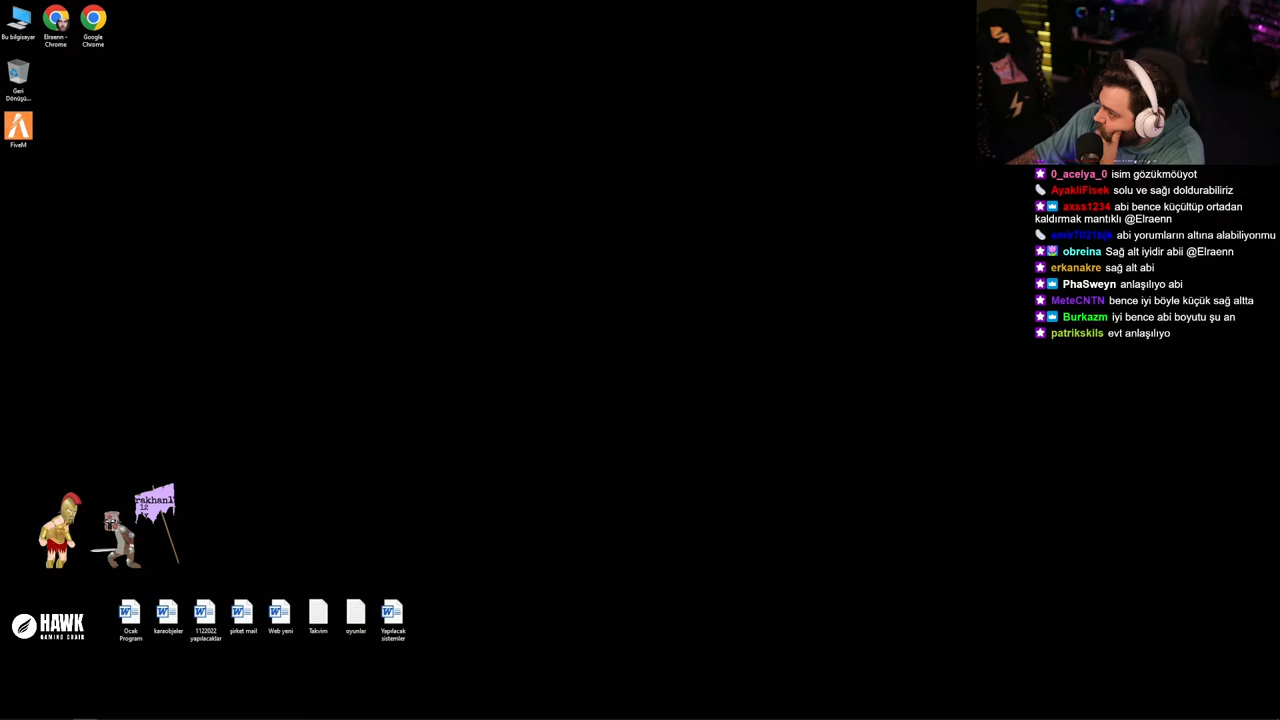 Bu bilgisayar
Elraenn -
Chrome
Google
Chrome
Geri
Dönüşü...
FiveM
0_acelya_0 isim gözükmöüyot
AyakliFisek solu ve sağı doldurabiliriz
axss1234 abi bence küçültüp ortadan
kaldırmak mantıklı @Elraenn
emir7021bjk abi yorumların altına alabiliyonmu
obreina Sağ alt iyidir abii @Elraenn
erkanakre sağ alt abi
PhaSweyn anlaşılıyo abi
MeteCNTN bence iyi böyle küçük sağ altta
Burkazm iyi bence abi boyutu şu an
patrikskils evt anlaşılıyo
rakhan1
12
HAWK
GAMING CHAIR
Ocak
Program
karaobjeler
1122022
yapılacaklar
şirket mail
Web yeni
Takvim
oyunlar
Yapılacak
sistemler